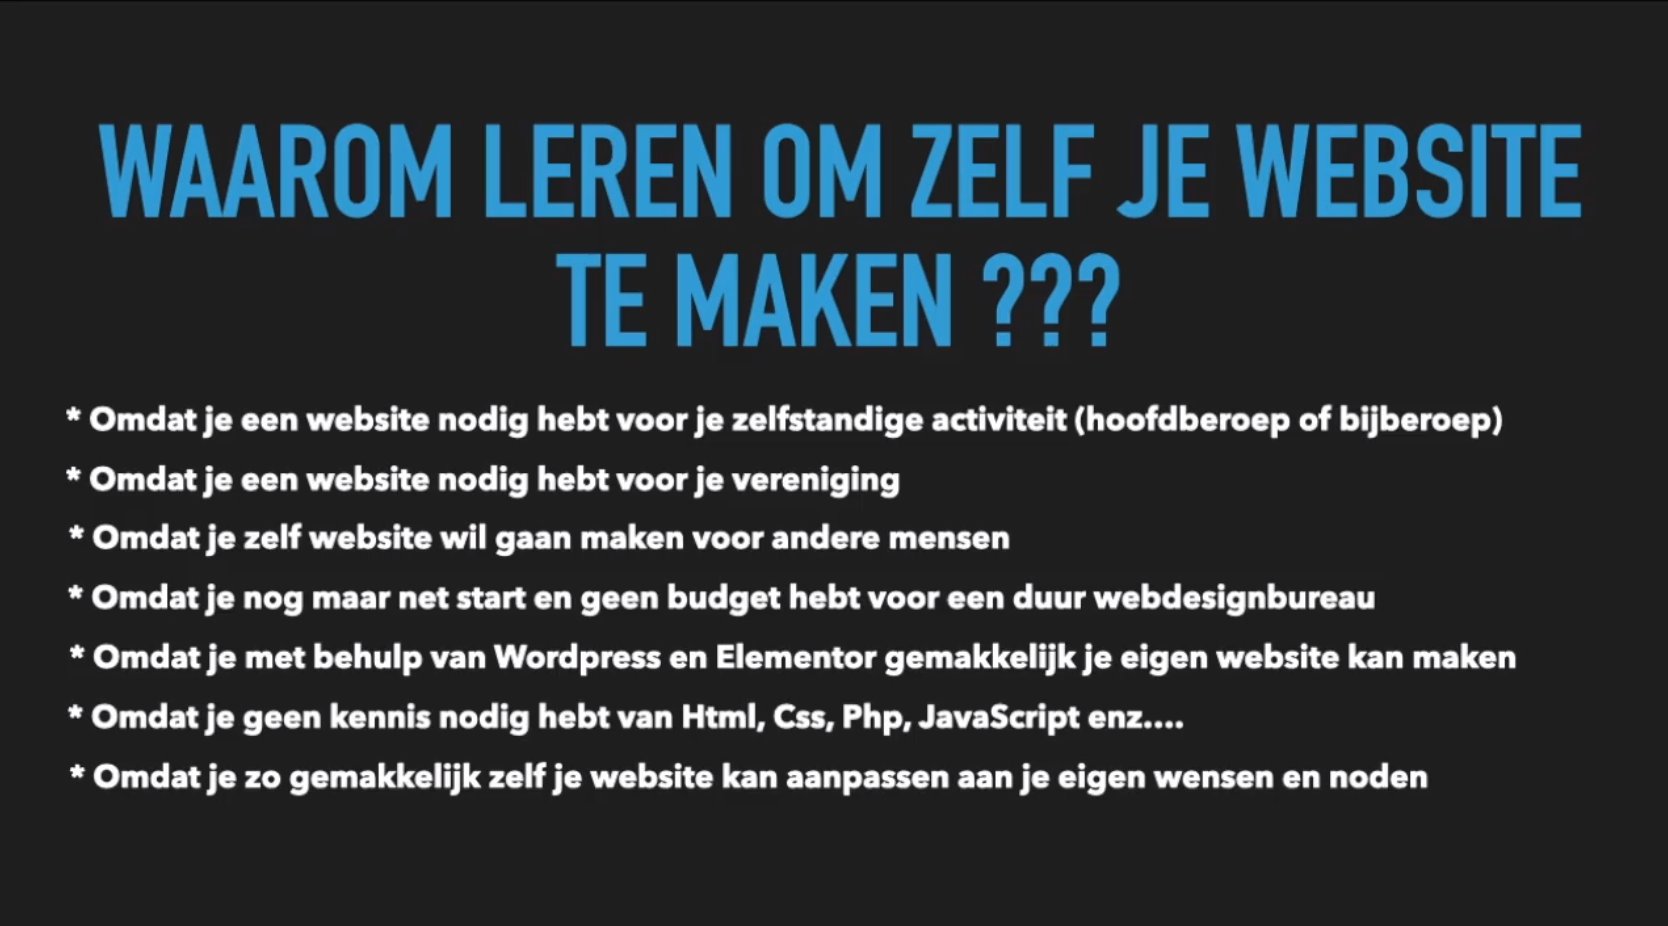 WAAROM LEREN OM ZELF JE WEBSITE
TE MAKEN ???
* Omdat je een website nodig hebt voor je zelfstandige activiteit (hoofdberoep of bijberoep)
* Omdat je een website nodig hebt voor je vereniging
* Omdat je zelf website wil gaan maken voor andere mensen
* Omdat je nog maar net start en geen budget hebt voor een duur webdesignbureau
* Omdat je met behulp van Wordpress en Elementor gemakkelijk je eigen website kan maken
* Omdat je geen kennis nodig hebt van Html, Css, Php, JavaScript enz....
* Omdat je zo gemakkelijk zelf je website kan aanpassen aan je eigen wensen en noden